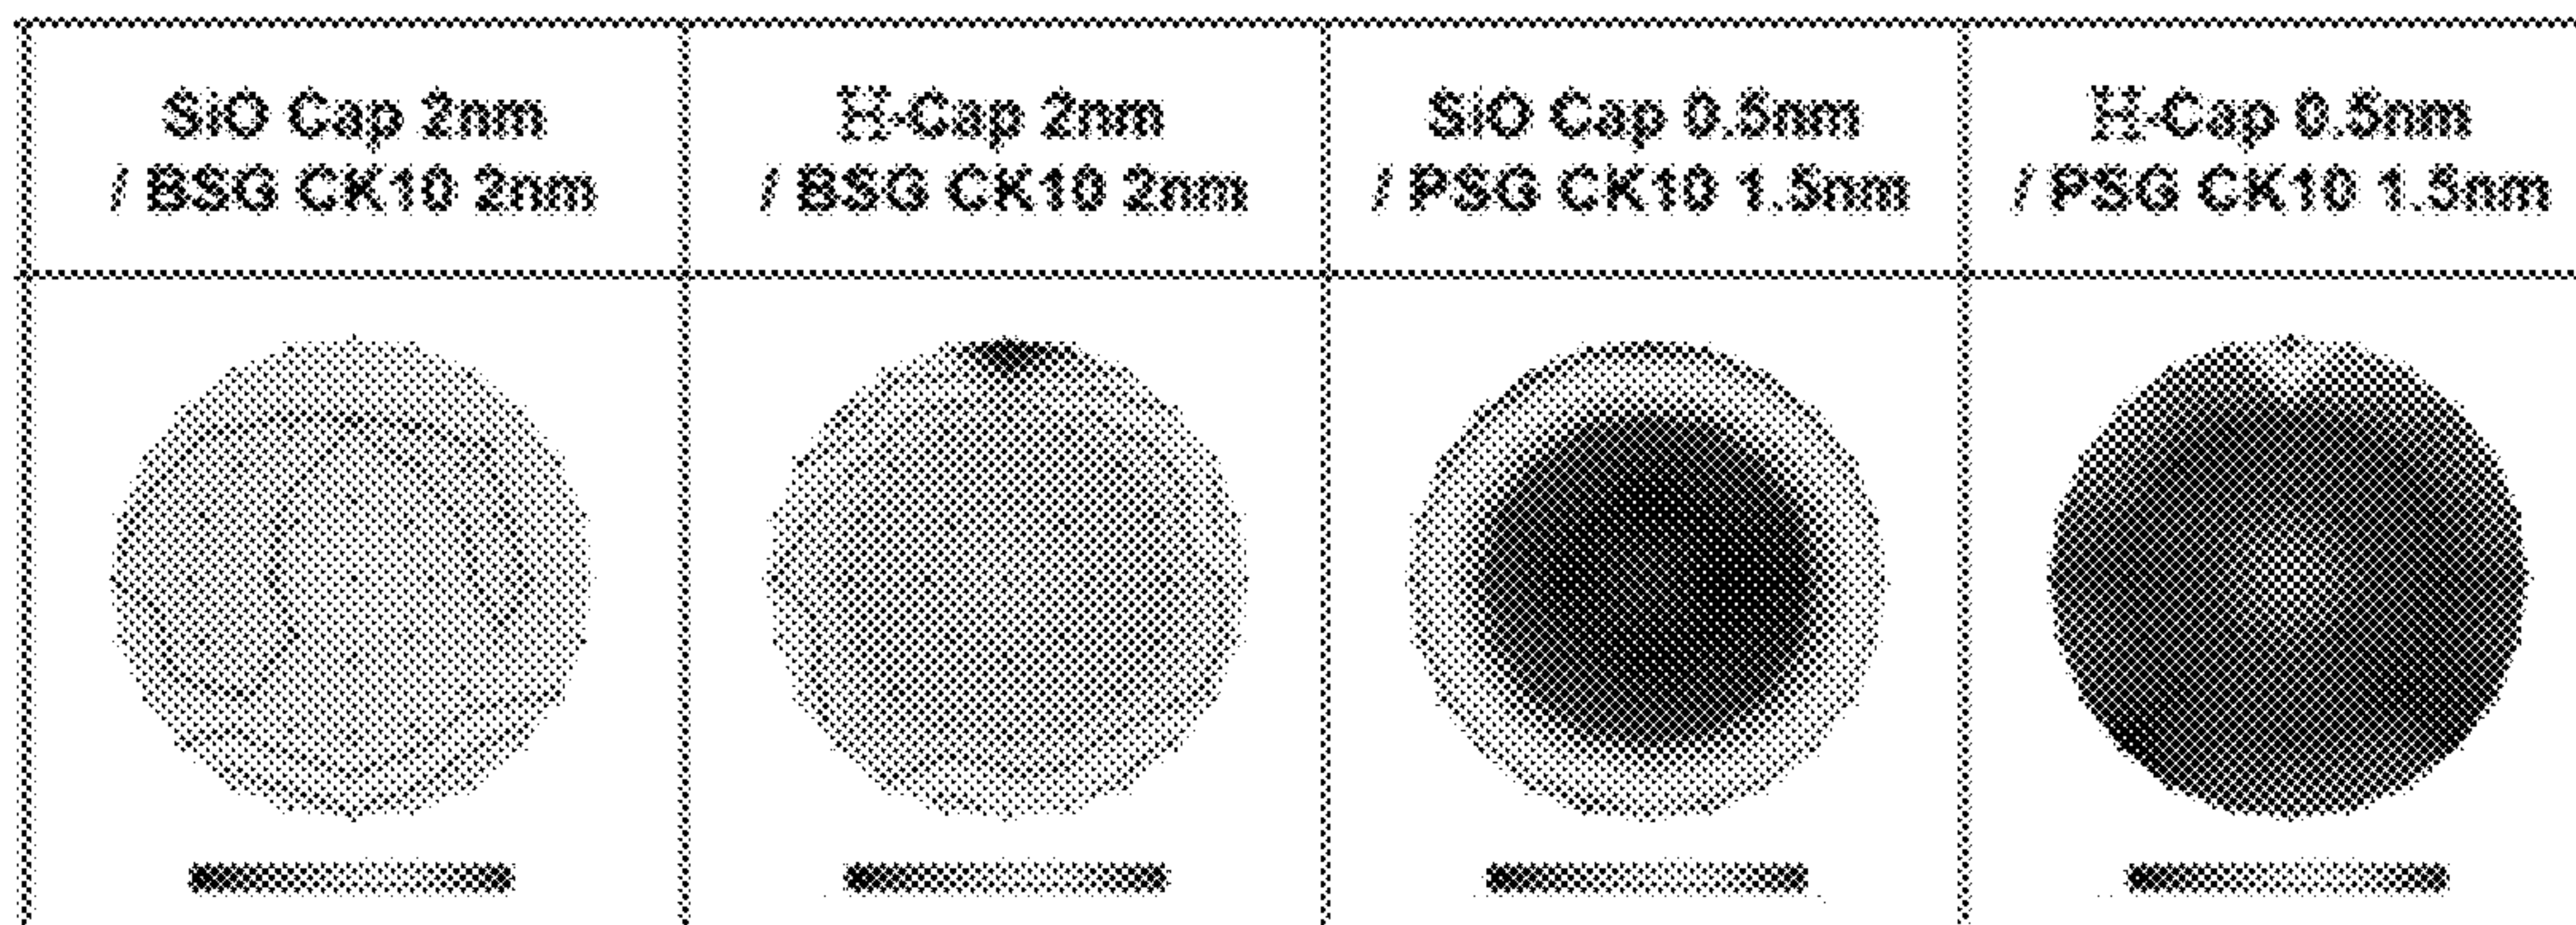 SiO Cap 2nm
/ BSG CK10 2nm
H-Cap 2nm
/ BSG CK10 2nm
SiO Cap 0.5nm
/ PSG CK10 1.5nm
H-Cap 0.5nm
/ PSG CK10 1.5nm